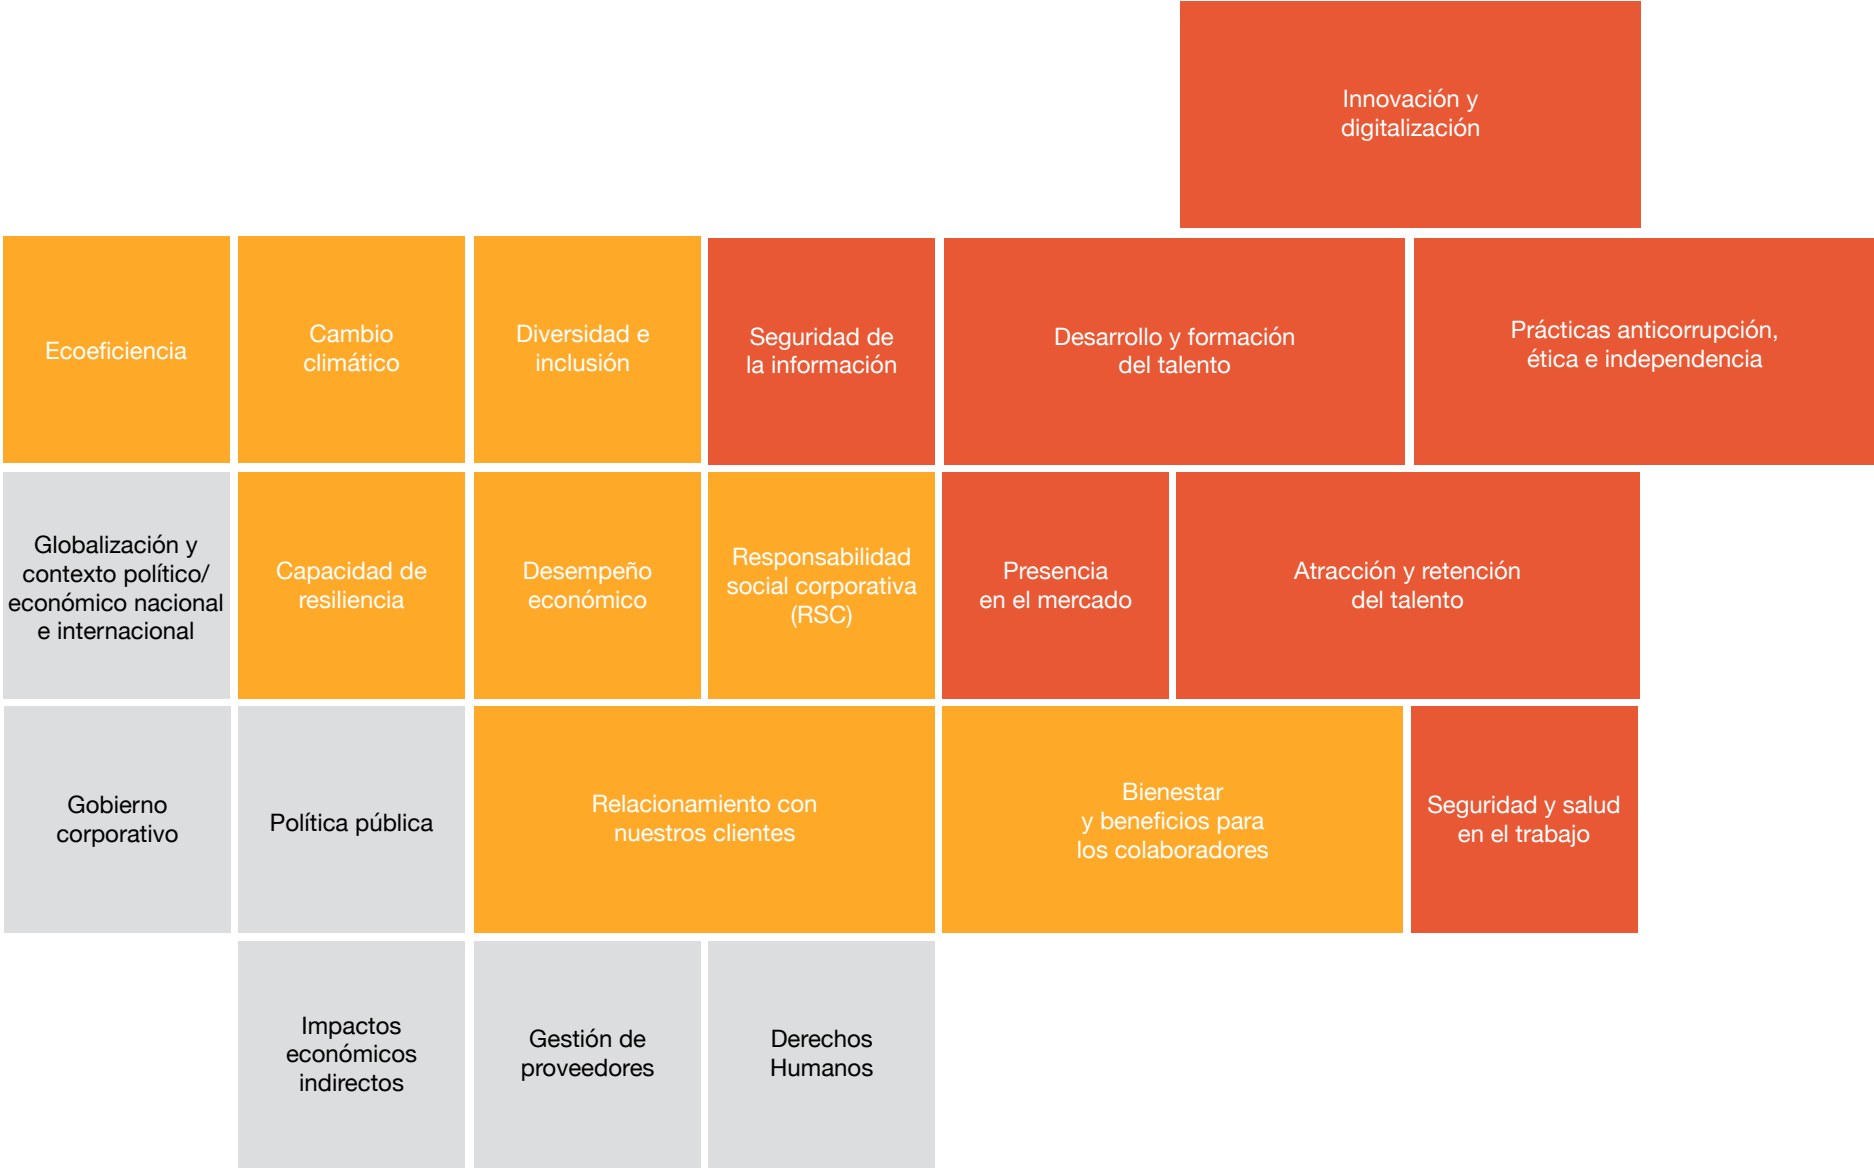 Innovación y
digitalización
Ecoeficiencia
Cambio
climático
Diversidad e
inclusión
Seguridad de
la información
Desarrollo y formación
del talento
Prácticas anticorrupción,
ética e independencia
Globalización y
contexto político/
económico nacional
e internacional
Capacidad de
resiliencia
Desempeño
económico
Responsabilidad
social corporativa
(RSC)
Presencia
en el mercado
Atracción y retención
del talento
Gobierno
corporativo
Política pública
Relacionamiento con
nuestros clientes
Bienestar
y beneficios para
los colaboradores
Seguridad y salud
en el trabajo
Impactos
económicos
indirectos
Gestión de
proveedores
Derechos
Humanos